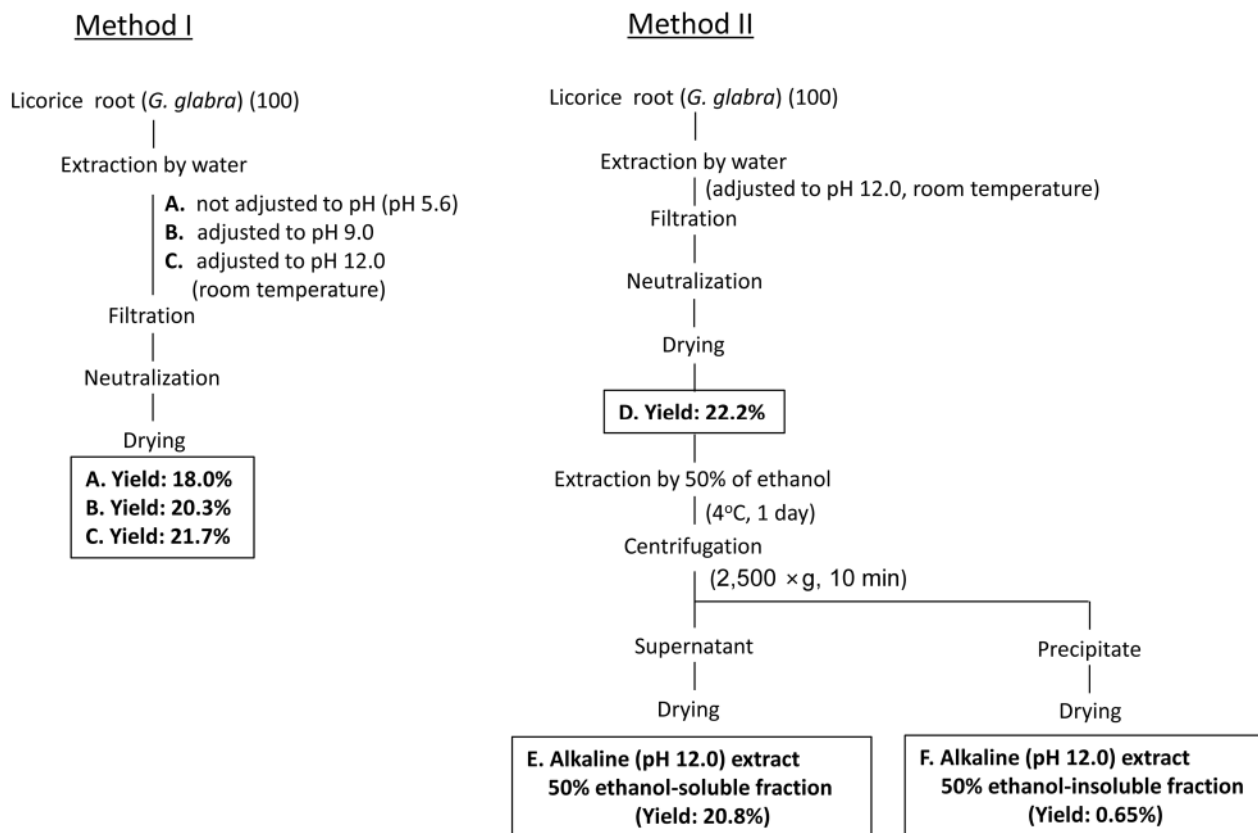 Method I
Licorice root (G. glabra) (100)
Extraction by water
A. not adjusted to pH (pH 5.6)
B. adjusted to pH 9.0
C. adjusted to pH 12.0
(room temperature)
Filtration
Neutralization
Drying
A. Yield: 18.0%
B. Yield: 20.3%
C. Yield: 21.7%
Method II
Licorice root (G. glabra) (100)
Extraction by water
(adjusted to pH 12.0, room temperature)
Filtration
Neutralization
Drying
D. Yield: 22.2%
Extraction by 50% of ethanol
(4°C, 1 day)
Centrifugation
(2,500 × g, 10 min)
Supernatant
Drying
E. Alkaline (pH 12.0) extract
50% ethanol-soluble fraction
(Yield: 20.8%)
Precipitate
Drying
F. Alkaline (pH 12.0) extract
50% ethanol-insoluble fraction
(Yield: 0.65%)